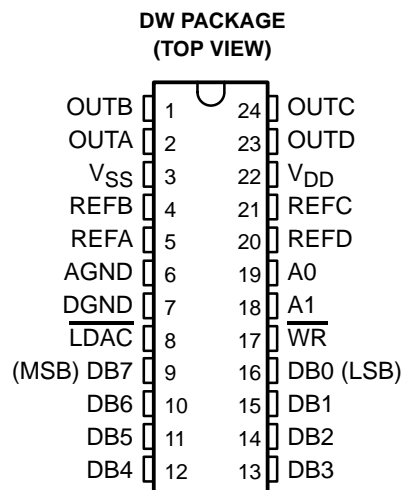 DW PACKAGE
(TOP VIEW)
OUTB 1 24 OUTC
OUTA 2 23 OUTD
VSS 3 22 VDD
REFB 4 21 REFC
REFA 5 20 REFD
AGND 6 19 A0
DGND 7 18 A1
L̅D̅A̅C̅ 8 17 W̅R̅
(MSB) DB7 9 16 DB0 (LSB)
DB6 10 15 DB1
DB5 11 14 DB2
DB4 12 13 DB3